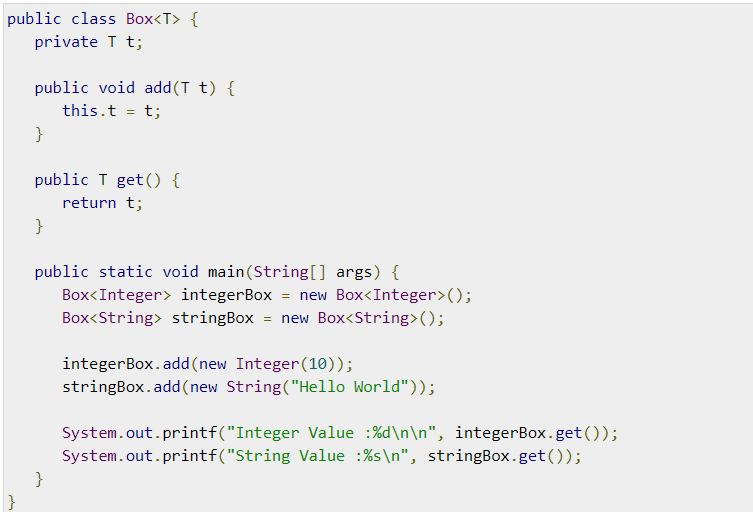 public class Box<T> {
   private T t;

   public void add(T t) {
      this.t = t;
   }

   public T get() {
      return t;
   }

   public static void main(String[] args) {
      Box<Integer> integerBox = new Box<Integer>();
      Box<String> stringBox = new Box<String>();

      integerBox.add(new Integer(10));
      stringBox.add(new String("Hello World"));

      System.out.printf("Integer Value :%d\n\n", integerBox.get());
      System.out.printf("String Value :%s\n", stringBox.get());
   }
}